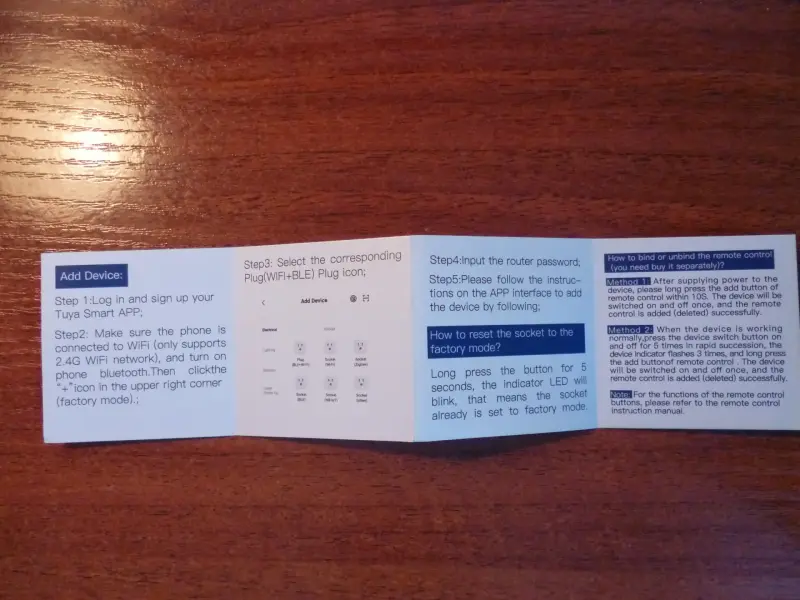 Add Device:
Step 1:Log in and sign up your
Tuya Smart APP;
Step2: Make sure the phone is
connected to WiFi (only supports
2.4G WiFi network), and turn on
phone bluetooth.Then clickthe
"+"icon in the upper right corner
(factory mode).;
Step3: Select the corresponding
Plug(WIFI+BLE) Plug icon;
Add Device
Step4:Input the router password;
Step5:Please follow the instruc-
tions on the APP interface to add
the device by following;
How to reset the socket to the
factory mode?
Long press the button for 5
seconds, the indicator LED will
blink, that means the socket
already is set to factory mode.
How to bind or unbind the remote control
(you need buy it separately)?
Method 1: After supplying power to the
device, please long press the add button of
remote control within 10S. The device will be
switched on and off once, and the remote
control is added (deleted) successfully.
Method 2: When the device is working
normally,press the device switch button on
and off for 5 times in rapid succession, the
device indicator flashes 3 times, and long press
the add buttonof remote control . The device
will be switched on and off once, and the
remote control is added (deleted) successfully.
Note: For the functions of the remote control
buttons, please refer to the remote control
instruction manual.